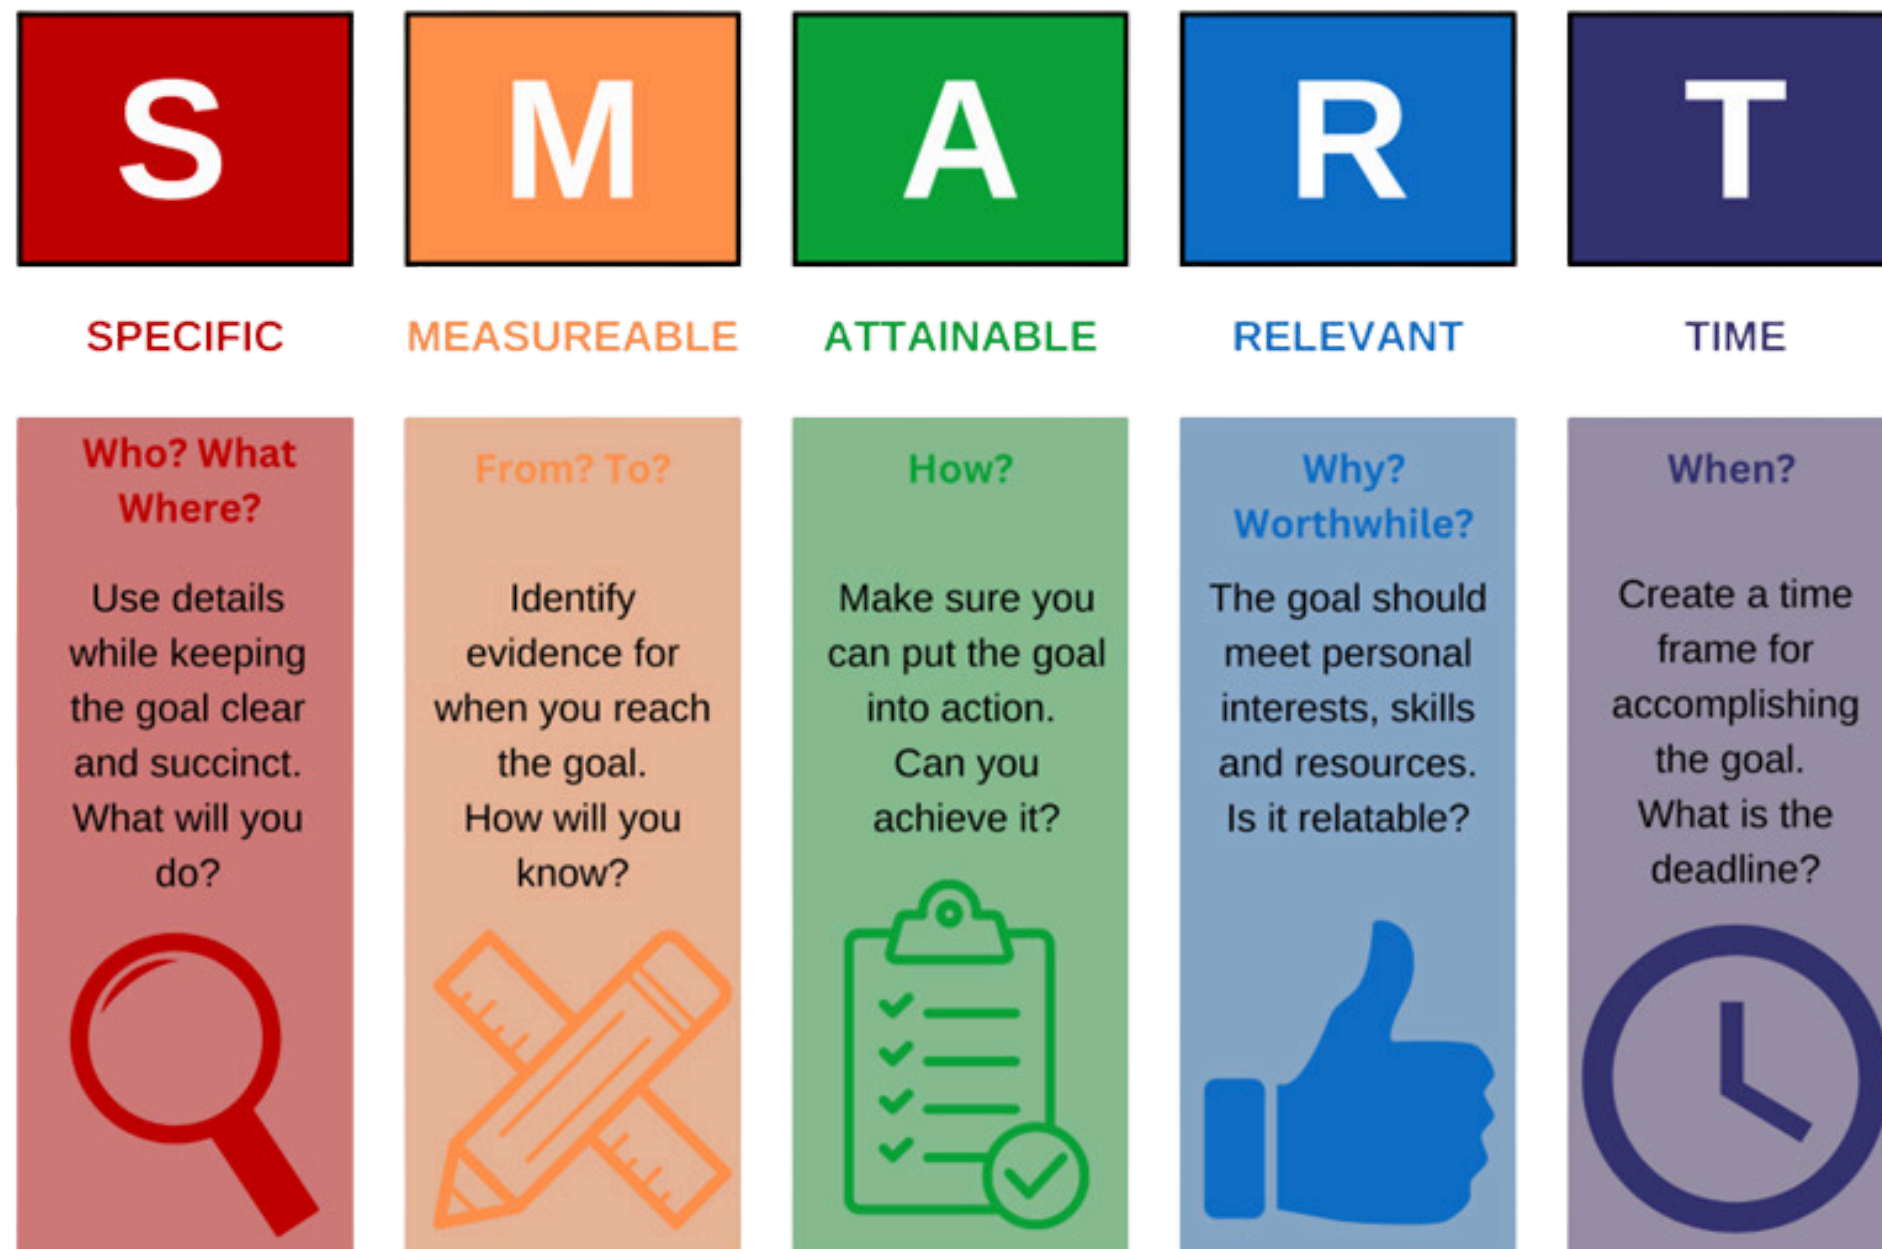 S
M
A
R
T
SPECIFIC
MEASUREABLE
ATTAINABLE
RELEVANT
TIME
Who? What
Where?
Use details
while keeping
the goal clear
and succinct.
What will you
do?
From? To?
Identify
evidence for
when you reach
the goal.
How will you
know?
How?
Make sure you
can put the goal
into action.
Can you
achieve it?
Why?
Worthwhile?
The goal should
meet personal
interests, skills
and resources.
Is it relatable?
When?
Create a time
frame for
accomplishing
the goal.
What is the
deadline?